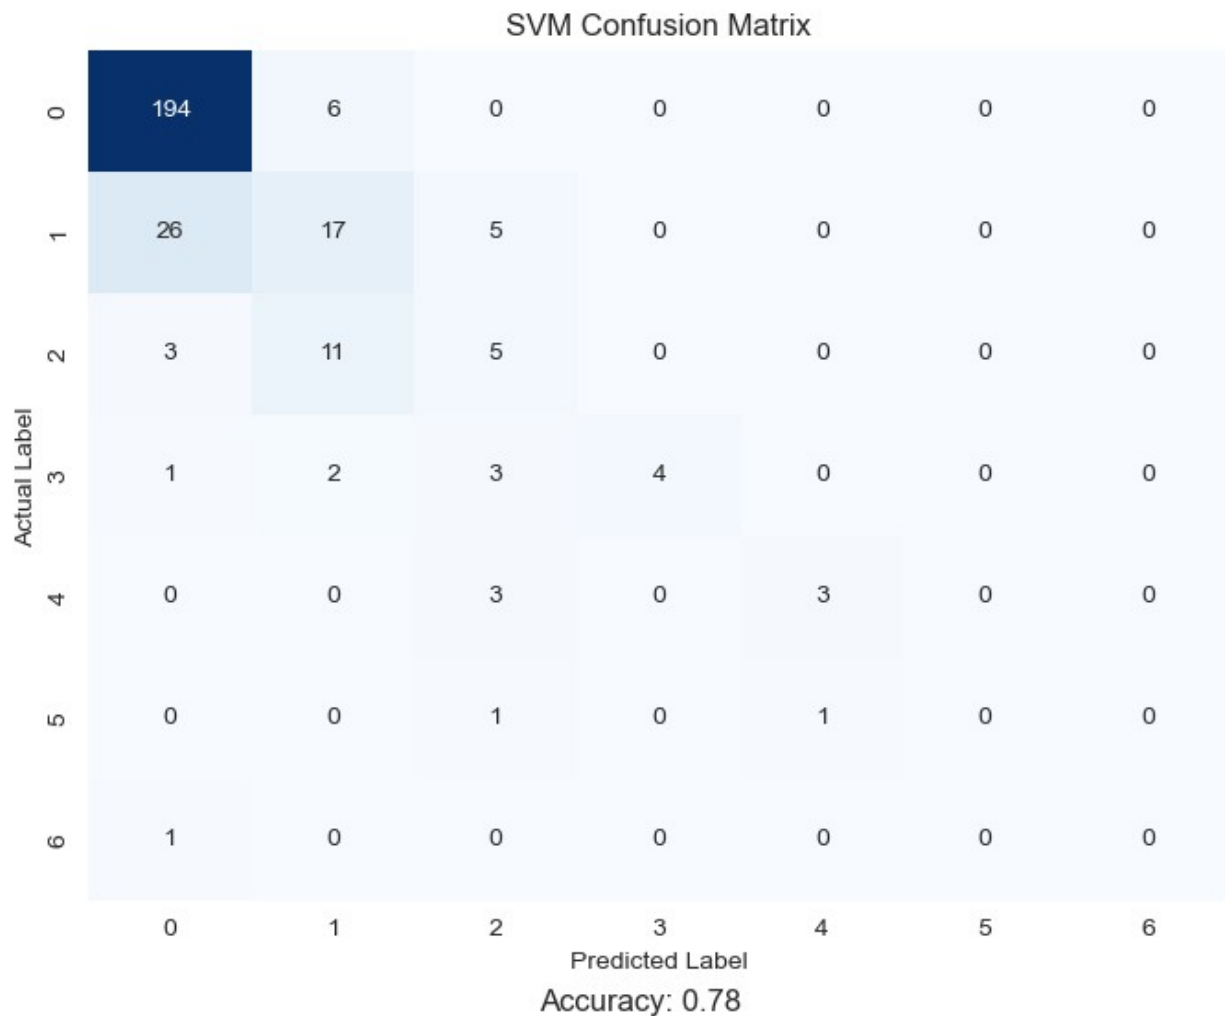 SVM Confusion Matrix
0 194 6 0 0 0 0 0
1 26 17 5 0 0 0 0
2 3 11 5 0 0 0 0
3 1 2 3 4 0 0 0
4 0 0 3 0 3 0 0
5 0 0 1 0 1 0 0
6 1 0 0 0 0 0 0
Actual Label
0 1 2 3 4 5 6
Predicted Label
Accuracy: 0.78